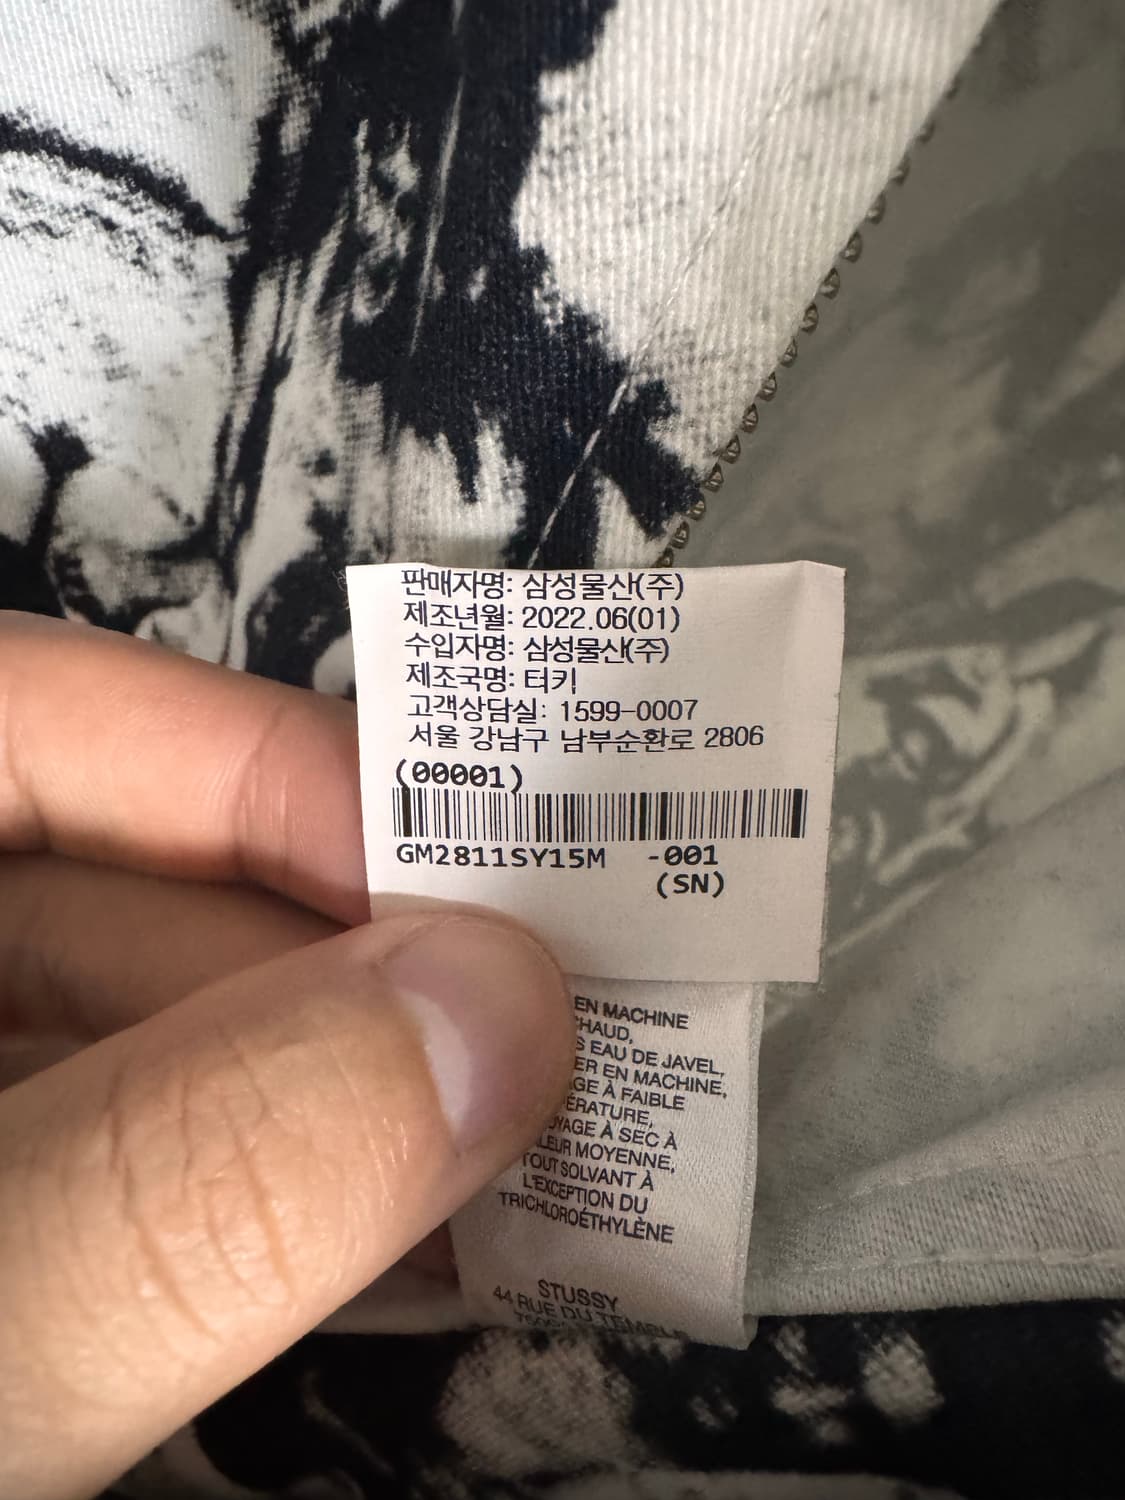 판매자명: 삼성물산(주)
제조년월: 2022.06(01)
수입자명: 삼성물산(주)
제조국명: 터키
고객상담실: 1599-0007
서울 강남구 남부순환로 2806
(00001)
GM2811SY15M -001
(SN)
EN MACHINE
EAU DE JAVEL,
EN MACHINE,
À FAIBLE
À SEC À
MOYENNE,
TOUT SOLVANT À
L'EXCEPTION DU
TRICHLOROÉTHYLÈNE
STUSSY
44 RUE DU TEMPLE